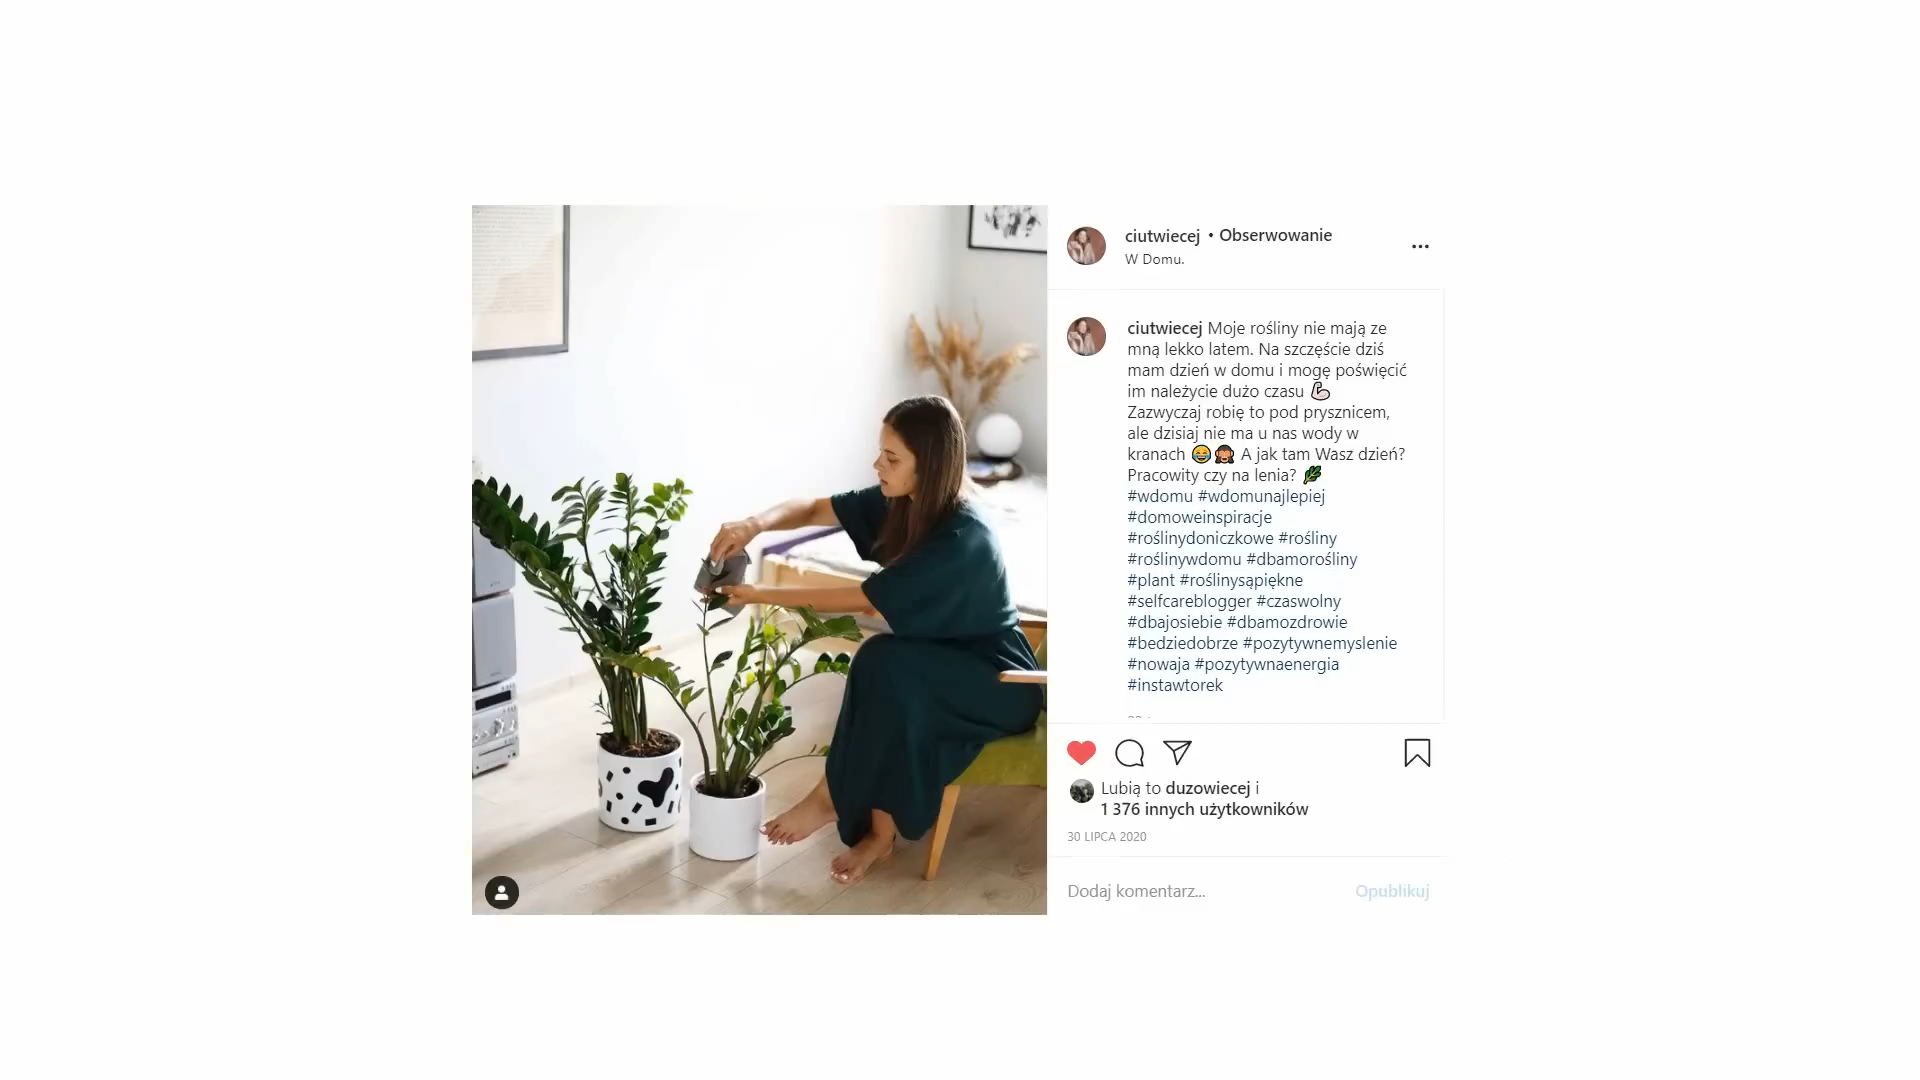 ciutwiecej • Obserwowanie
W Domu.
ciutwiecej Moje rośliny nie mają ze
mną lekko latem. Na szczęście dziś
mam dzień w domu i mogę poświęcić
im należycie dużo czasu 💪🏻
Zazwyczaj robię to pod prysznicem,
ale dzisiaj nie ma u nas wody w
kranach 😂🙈 A jak tam Wasz dzień?
Pracowity czy na lenia? 🌿
#wdomu #wdomunajlepiej
#domoweinspiracje
#roślinydoniczkowe #rośliny
#roślinywdomu #dbamorośliny
#plant #roślinysąpiękne
#selfcareblogger #czaswolny
#dbajosiebie #dbamozdrowie
#bedziedobrze #pozytywnemyslenie
#nowaja #pozytywnaenergia
#instawtorek
Lubią to duzowiecej i
1 376 innych użytkowników
30 LIPCA 2020
Dodaj komentarz...
Opublikuj